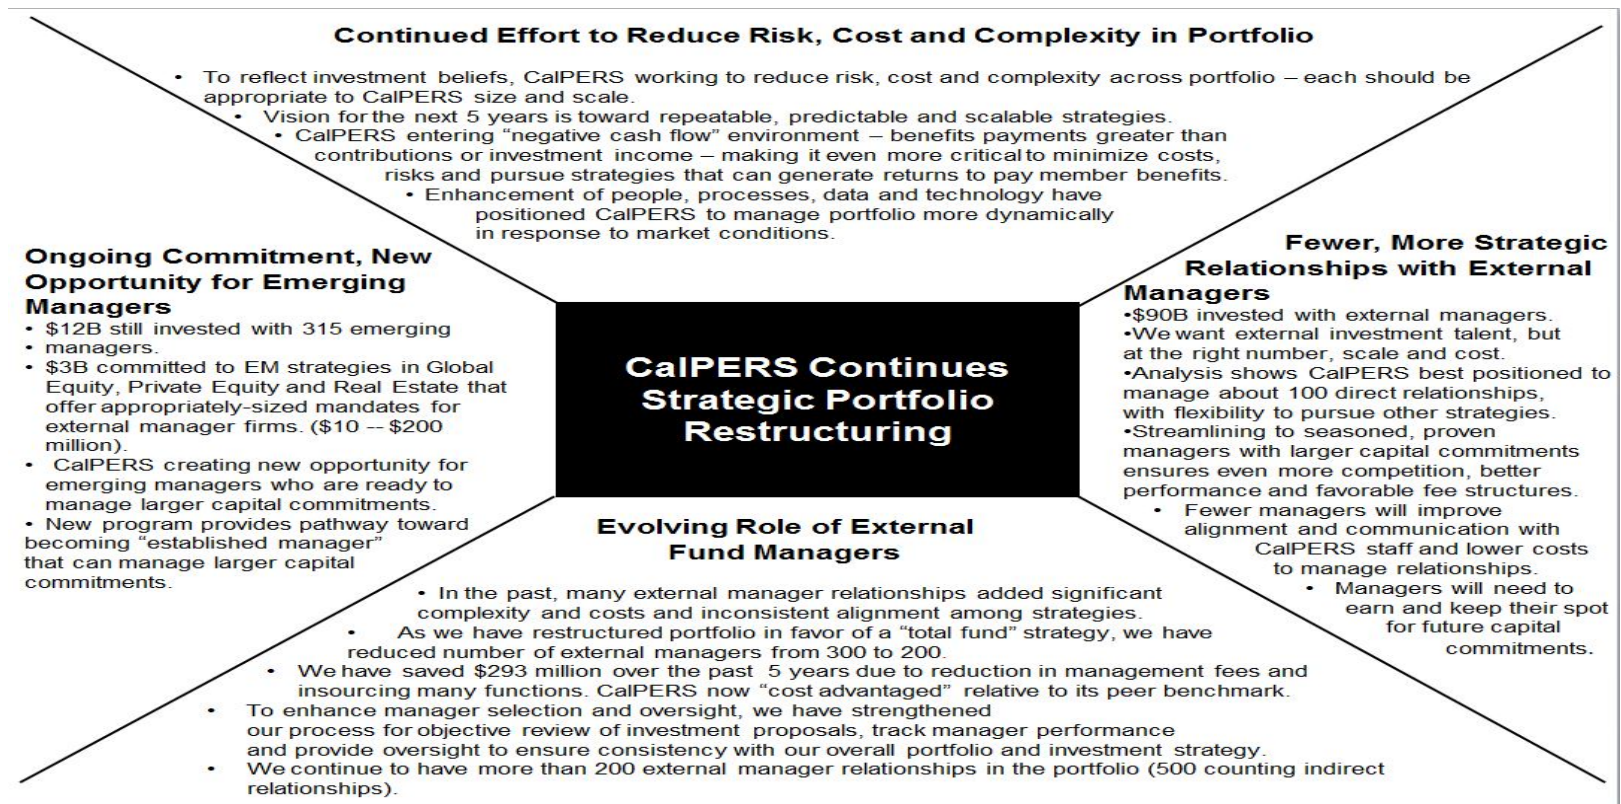 Continued Effort to Reduce Risk, Cost and Complexity in Portfolio
• To reflect investment beliefs, CalPERS working to reduce risk, cost and complexity across portfolio – each should be
appropriate to CalPERS size and scale.
• Vision for the next 5 years is toward repeatable, predictable and scalable strategies.
• CalPERS entering “negative cash flow” environment – benefits payments greater than
contributions or investment income – making it even more critical to minimize costs,
risks and pursue strategies that can generate returns to pay member benefits.
• Enhancement of people, processes, data and technology have
positioned CalPERS to manage portfolio more dynamically
in response to market conditions.
Ongoing Commitment, New
Opportunity for Emerging
Managers
• $12B still invested with 315 emerging
• managers.
• $3B committed to EM strategies in Global
Equity, Private Equity and Real Estate that
offer appropriately-sized mandates for
external manager firms. ($10 -- $200
million).
• CalPERS creating new opportunity for
emerging managers who are ready to
manage larger capital commitments.
• New program provides pathway toward
becoming “established manager”
that can manage larger capital
commitments.
CalPERS Continues
Strategic Portfolio
Restructuring
Fewer, More Strategic
Relationships with External
Managers
•$90B invested with external managers.
•We want external investment talent, but
at the right number, scale and cost.
•Analysis shows CalPERS best positioned to
manage about 100 direct relationships,
with flexibility to pursue other strategies.
•Streamlining to seasoned, proven
managers with larger capital commitments
ensures even more competition, better
performance and favorable fee structures.
• Fewer managers will improve
alignment and communication with
CalPERS staff and lower costs
to manage relationships.
• Managers will need to
earn and keep their spot
for future capital
commitments.
Evolving Role of External
Fund Managers
• In the past, many external manager relationships added significant
complexity and costs and inconsistent alignment among strategies.
• As we have restructured portfolio in favor of a “total fund” strategy, we have
reduced number of external managers from 300 to 200.
• We have saved $293 million over the past 5 years due to reduction in management fees and
insourcing many functions. CalPERS now “cost advantaged” relative to its peer benchmark.
• To enhance manager selection and oversight, we have strengthened
our process for objective review of investment proposals, track manager performance
and provide oversight to ensure consistency with our overall portfolio and investment strategy.
• We continue to have more than 200 external manager relationships in the portfolio (500 counting indirect
relationships).